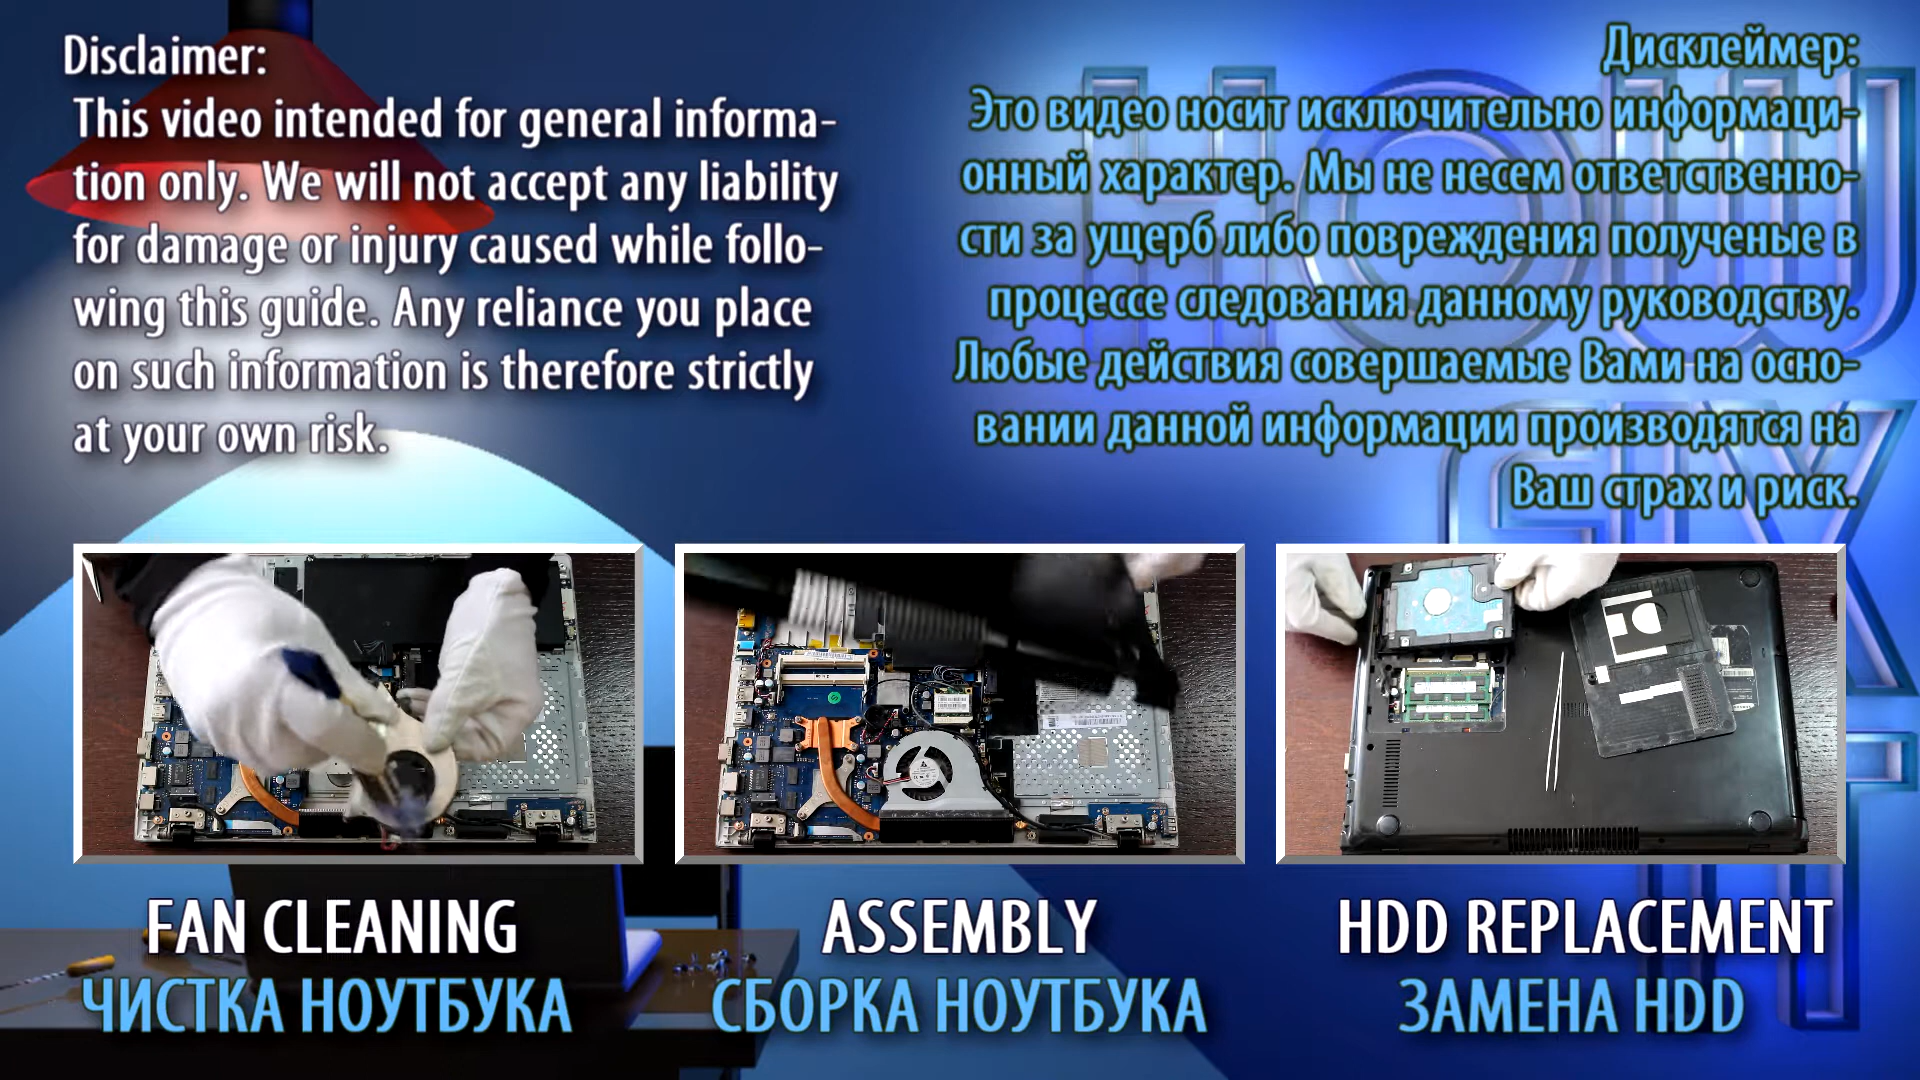 Disclaimer:
This video intended for general informa-
tion only. We will not accept any liability
for damage or injury caused while follo-
wing this guide. Any reliance you place
on such information is therefore strictly
at your own risk.
Дисклеймер:
Это видео носит исключительно информаци-
онный характер. Мы не несем ответственно-
сти за ущерб либо повреждения полученые в
процессе следования данному руководству.
Любые действия совершаемые Вами на осно-
вании данной информации производятся на
Ваш страх и риск.
HOW
FIX
IT
FAN CLEANING
ЧИСТКА НОУТБУКА
ASSEMBLY
СБОРКА НОУТБУКА
HDD REPLACEMENT
ЗАМЕНА HDD